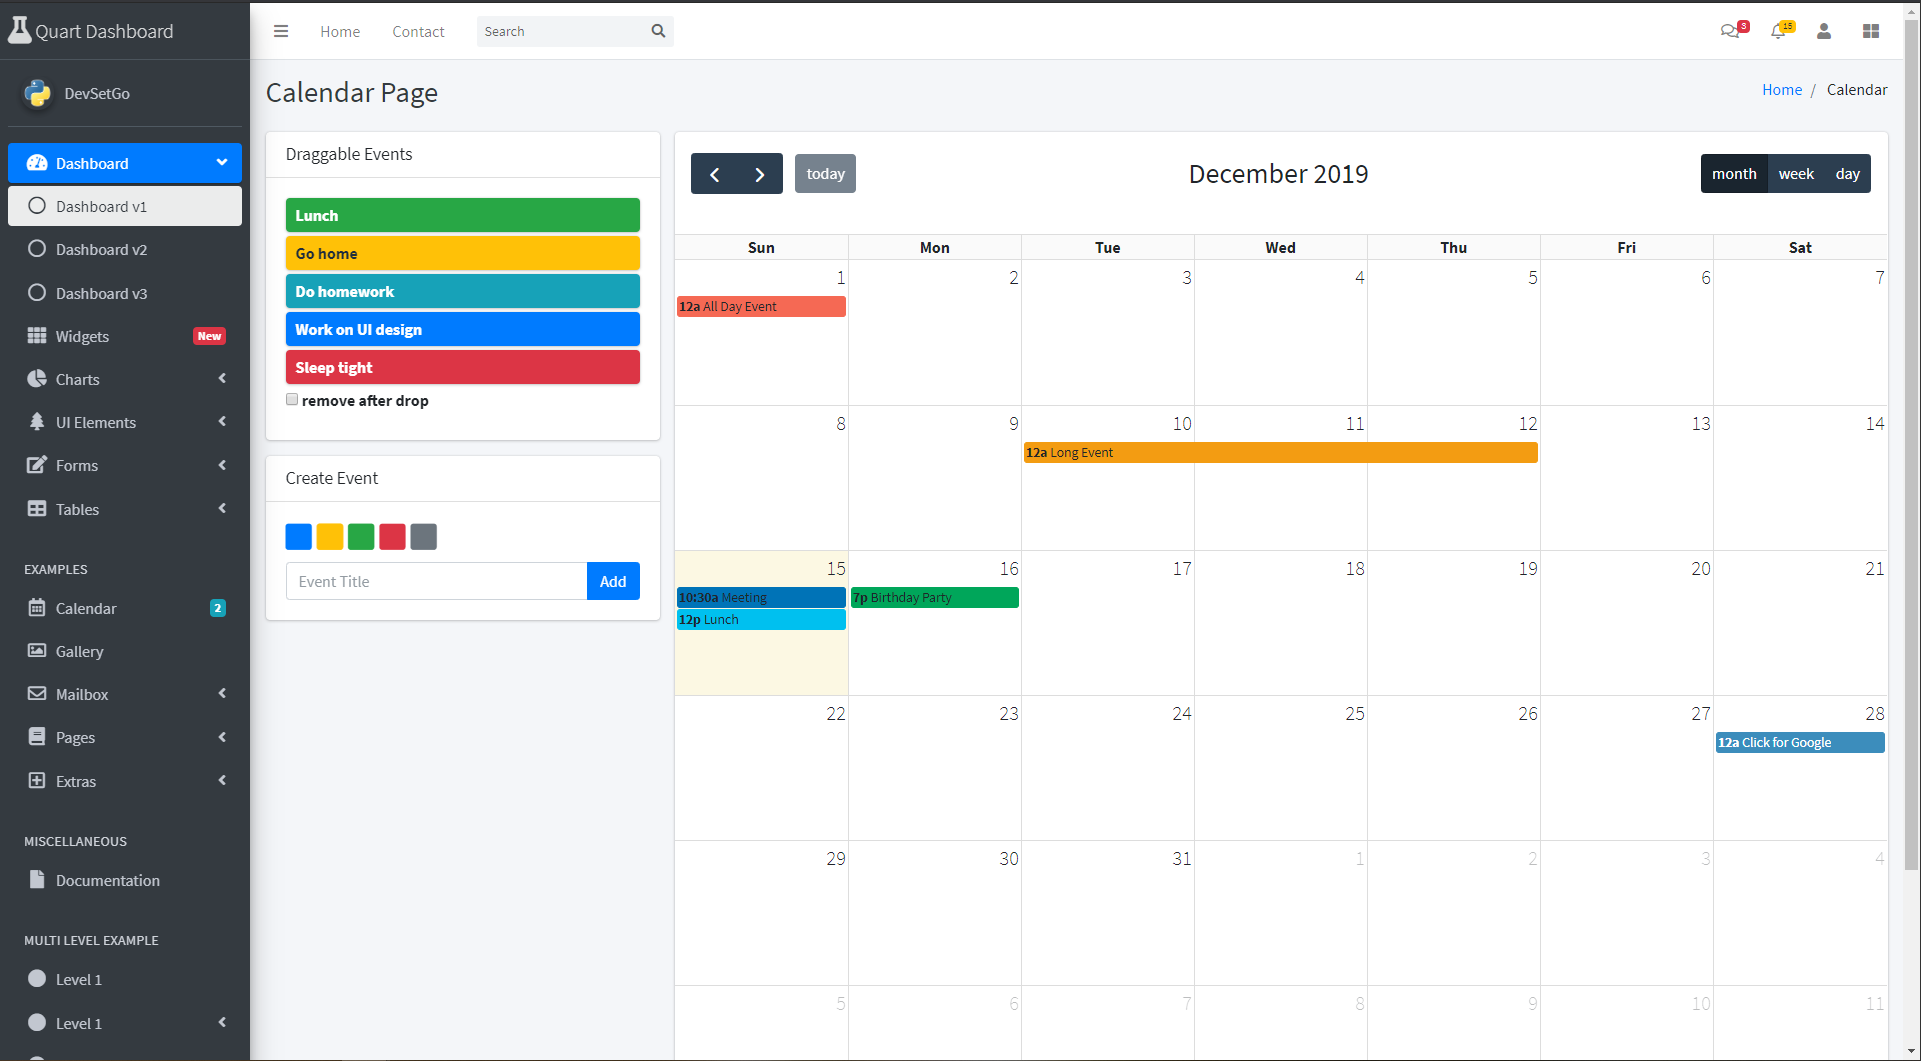 Quart Dashboard
Home
Contact
Search
3
15
DevSetGo
Calendar Page
Home / Calendar
Dashboard
Dashboard v1
Dashboard v2
Dashboard v3
Widgets New
Charts
UI Elements
Forms
Tables
EXAMPLES
Calendar 2
Gallery
Mailbox
Pages
Extras
MISCELLANEOUS
Documentation
MULTI LEVEL EXAMPLE
Level 1
Level 1
Draggable Events
Lunch
Go home
Do homework
Work on UI design
Sleep tight
remove after drop
Create Event
Event Title
Add
today
December 2019
month week day
Sun Mon Tue Wed Thu Fri Sat
1 2 3 4 5 6 7
12a All Day Event
8 9 10 11 12 13 14
12a Long Event
15 16 17 18 19 20 21
10:30a Meeting 7p Birthday Party
12p Lunch
22 23 24 25 26 27 28
12a Click for Google
29 30 31 1 2 3 4
5 6 7 8 9 10 11